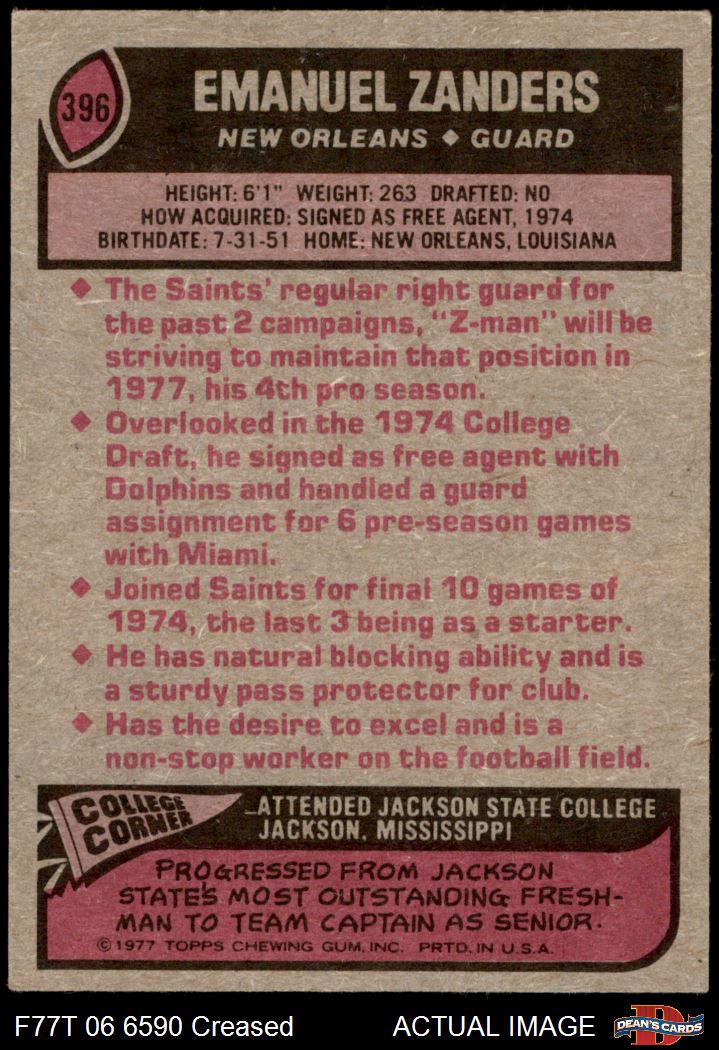 396
EMANUEL ZANDERS
NEW ORLEANS ◆ GUARD
HEIGHT: 6'1" WEIGHT: 263 DRAFTED: NO
HOW ACQUIRED: SIGNED AS FREE AGENT, 1974
BIRTHDATE: 7-31-51 HOME: NEW ORLEANS, LOUISIANA
◆ The Saints' regular right guard for
the past 2 campaigns, "Z-man" will be
striving to maintain that position in
1977, his 4th pro season.
◆ Overlooked in the 1974 College
Draft, he signed as free agent with
Dolphins and handled a guard
assignment for 6 pre-season games
with Miami.
◆ Joined Saints for final 10 games of
1974, the last 3 being as a starter.
◆ He has natural blocking ability and is
a sturdy pass protector for club.
◆ Has the desire to excel and is a
non-stop worker on the football field.
COLLEGE
CORNER
ATTENDED JACKSON STATE COLLEGE
JACKSON, MISSISSIPPI
PROGRESSED FROM JACKSON
STATE'S MOST OUTSTANDING FRESH-
MAN TO TEAM CAPTAIN AS SENIOR.
©1977 TOPPS CHEWING GUM, INC. PRTD. IN U.S.A.
F77T 06 6590 Creased ACTUAL IMAGE
D
DEAN'S CARDS